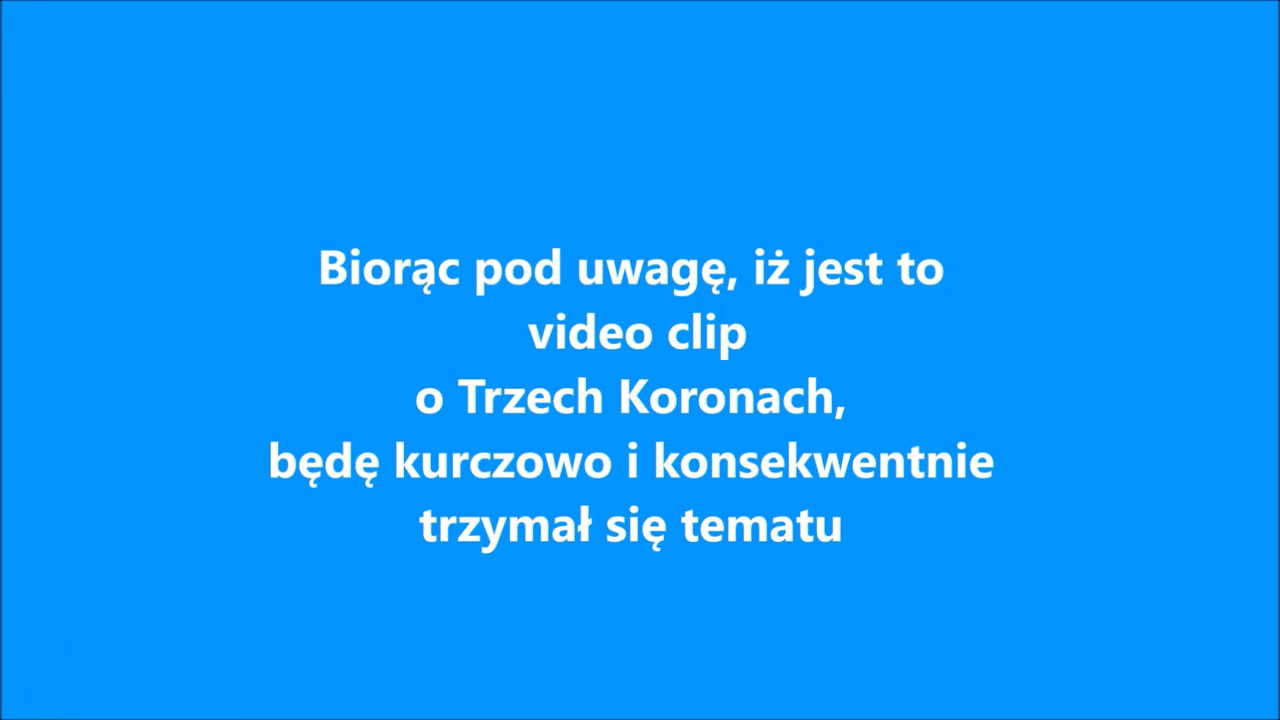 Biorąc pod uwagę, iż jest to
video clip
o Trzech Koronach,
będę kurczowo i konsekwentnie
trzymał się tematu